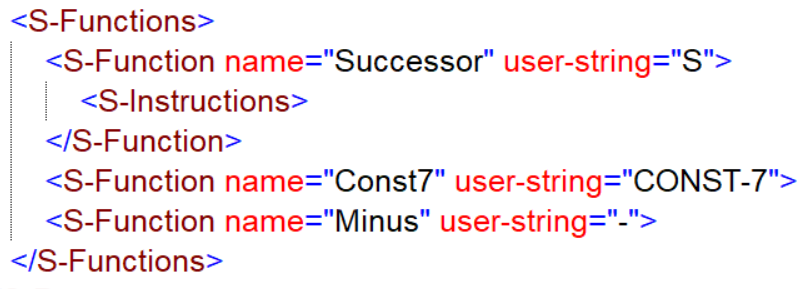 <S-Functions>
<S-Function name="Successor" user-string="S">
<S-Instructions>
</S-Function>
<S-Function name="Const7" user-string="CONST-7">
<S-Function name="Minus" user-string="-">
</S-Functions>